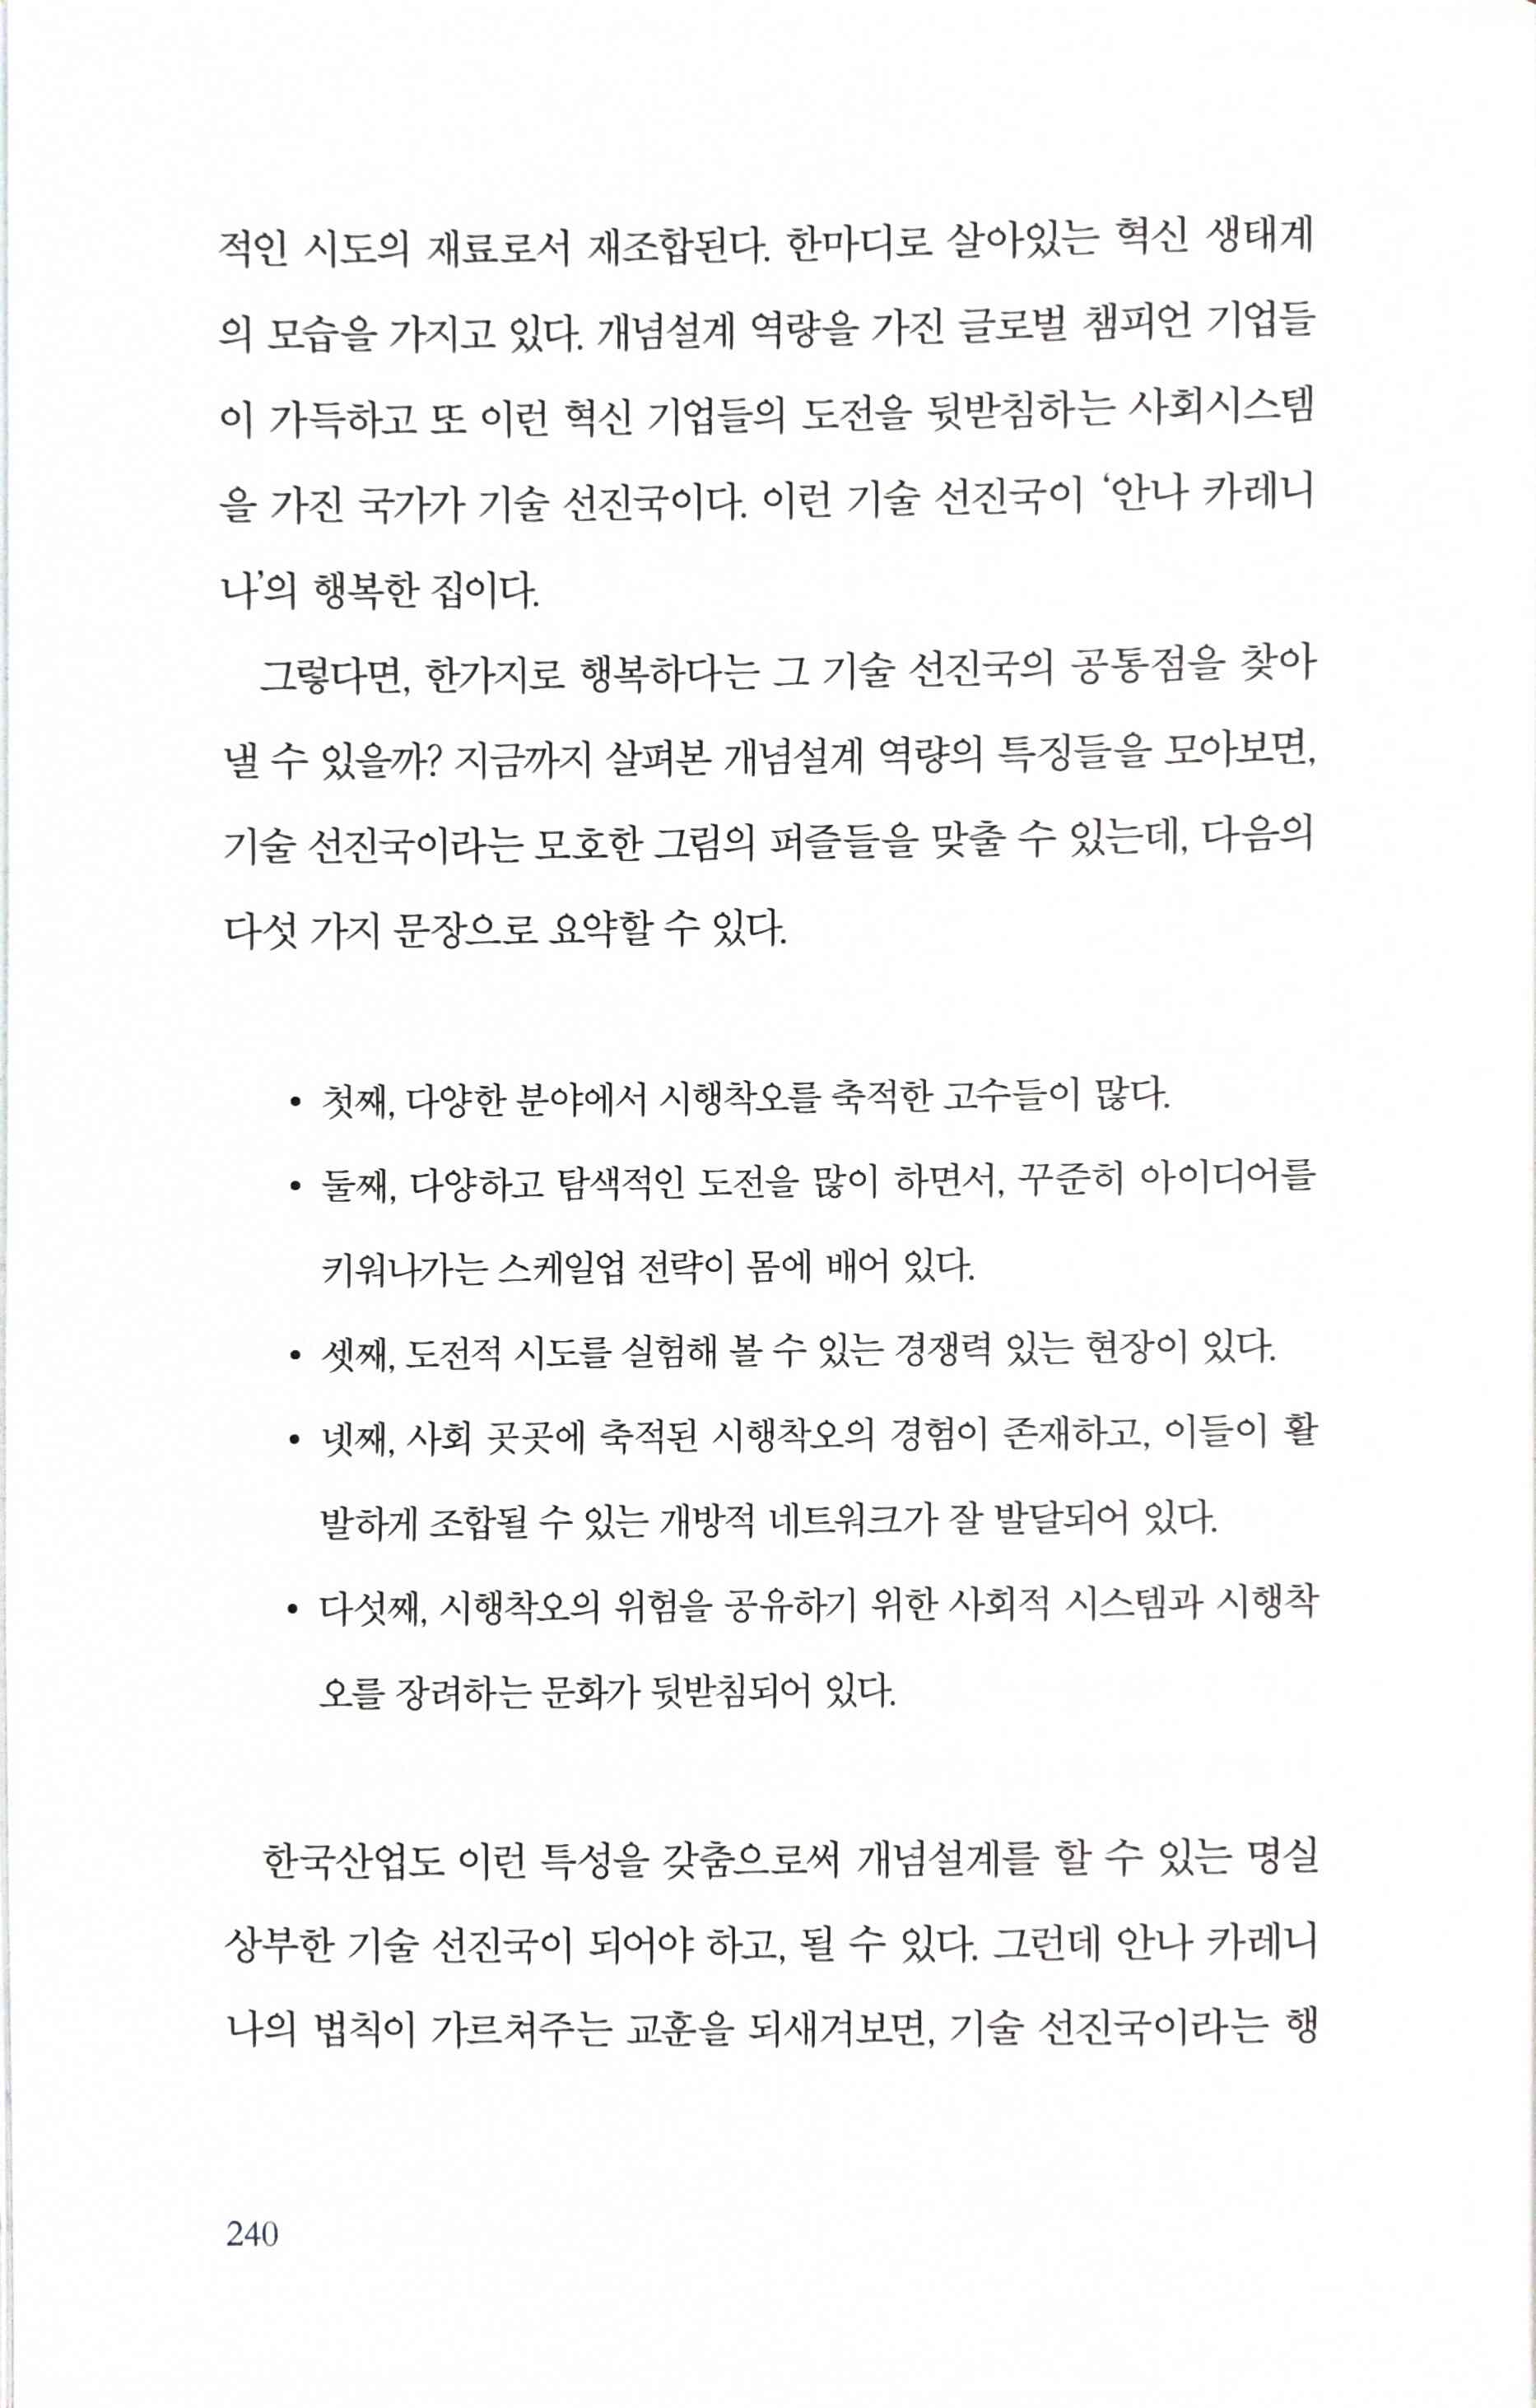 적인 시도의 재료로서 재조합된다. 한마디로 살아있는 혁신 생태계
의 모습을 가지고 있다. 개념설계 역량을 가진 글로벌 챔피언 기업들
이 가득하고 또 이런 혁신 기업들의 도전을 뒷받침하는 사회시스템
을 가진 국가가 기술 선진국이다. 이런 기술 선진국이 ‘안나 카레니
나’의 행복한 집이다.
그렇다면, 한가지로 행복하다는 그 기술 선진국의 공통점을 찾아
낼 수 있을까? 지금까지 살펴본 개념설계 역량의 특징들을 모아보면,
기술 선진국이라는 모호한 그림의 퍼즐들을 맞출 수 있는데, 다음의
다섯 가지 문장으로 요약할 수 있다.
• 첫째, 다양한 분야에서 시행착오를 축적한 고수들이 많다.
• 둘째, 다양하고 탐색적인 도전을 많이 하면서, 꾸준히 아이디어를
키워나가는 스케일업 전략이 몸에 배어 있다.
• 셋째, 도전적 시도를 실험해 볼 수 있는 경쟁력 있는 현장이 있다.
• 넷째, 사회 곳곳에 축적된 시행착오의 경험이 존재하고, 이들이 활
발하게 조합될 수 있는 개방적 네트워크가 잘 발달되어 있다.
• 다섯째, 시행착오의 위험을 공유하기 위한 사회적 시스템과 시행착
오를 장려하는 문화가 뒷받침되어 있다.
한국산업도 이런 특성을 갖춤으로써 개념설계를 할 수 있는 명실
상부한 기술 선진국이 되어야 하고, 될 수 있다. 그런데 안나 카레니
나의 법칙이 가르쳐주는 교훈을 되새겨보면, 기술 선진국이라는 행
240